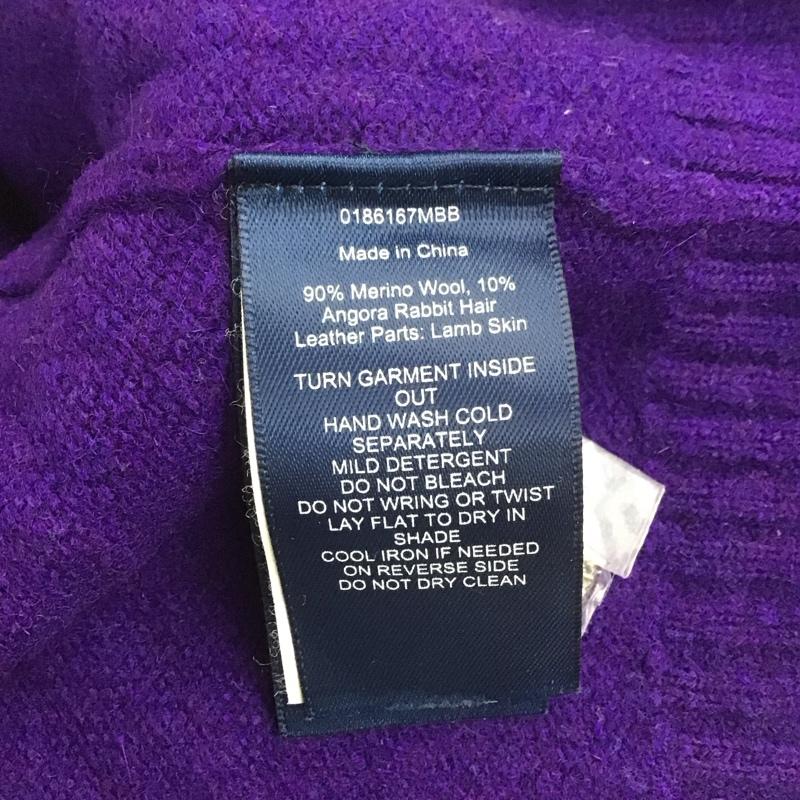 0186167MBB
Made in China
90% Merino Wool, 10%
Angora Rabbit Hair
Leather Parts: Lamb Skin
TURN GARMENT INSIDE
OUT
HAND WASH COLD
SEPARATELY
MILD DETERGENT
DO NOT BLEACH
DO NOT WRING OR TWIST
LAY FLAT TO DRY IN
SHADE
COOL IRON IF NEEDED
ON REVERSE SIDE
DO NOT DRY CLEAN